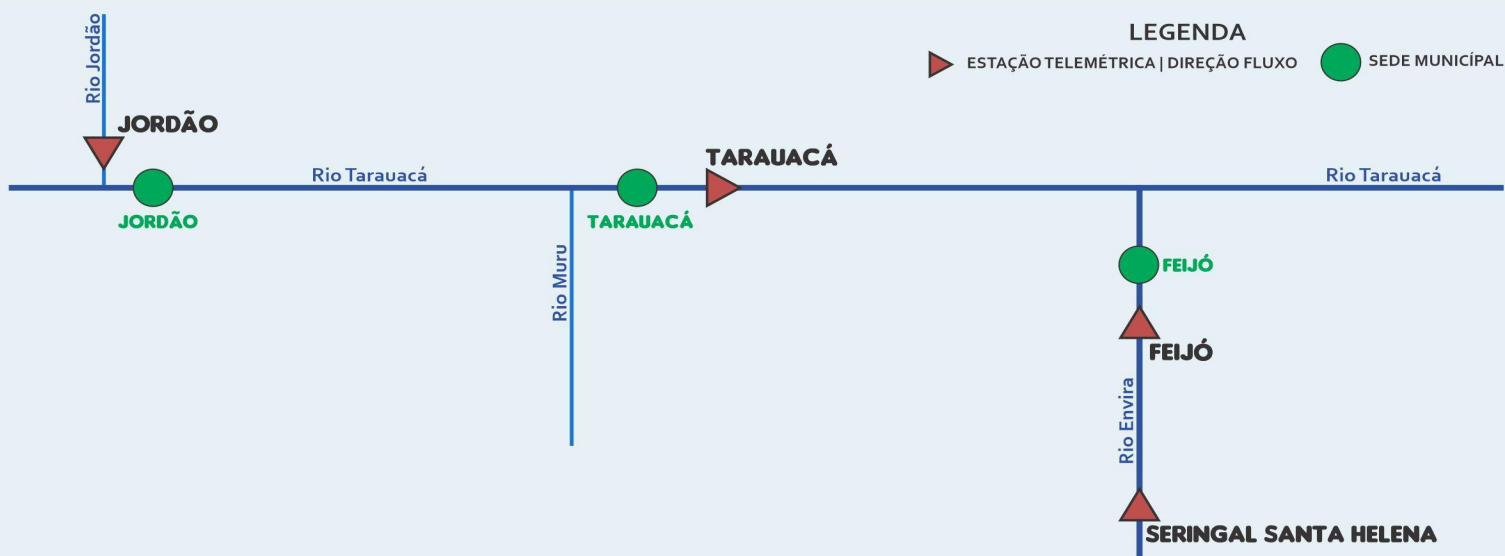 LEGENDA
ESTAÇÃO TELEMÉTRICA | DIREÇÃO FLUXO
SEDE MUNICÍPAL
Rio Jordão
JORDÃO
JORDÃO
Rio Tarauacá
TARAUACÁ
TARAUACÁ
Rio Muru
Rio Tarauacá
FEIJÓ
FEIJÓ
Rio Envira
SERINGAL SANTA HELENA